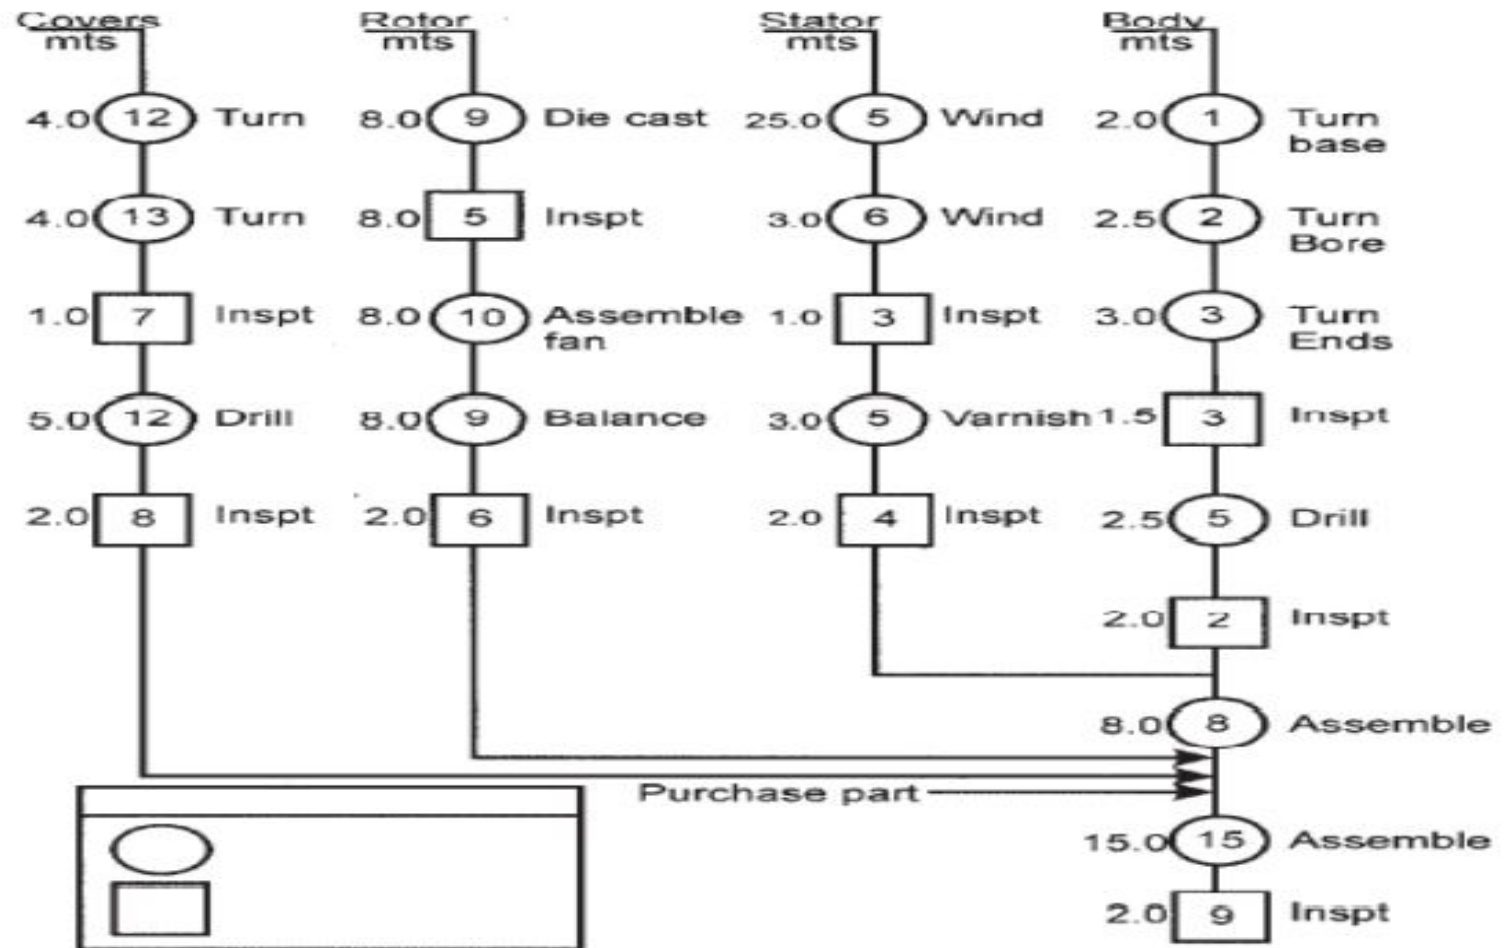 Covers Rotor Stator Body
mts mts mts mts
4.0 12 Turn 8.0 9 Die cast 25.0 5 Wind 2.0 1 Turn
base
4.0 13 Turn 8.0 5 Inspt 3.0 6 Wind 2.5 2 Turn
Bore
1.0 7 Inspt 8.0 10 Assemble 1.0 3 Inspt 3.0 3 Turn
fan Ends
5.0 12 Drill 8.0 9 Balance 3.0 5 Varnish 1.5 3 Inspt
2.0 8 Inspt 2.0 6 Inspt 2.0 4 Inspt 2.5 5 Drill
2.0 2 Inspt
8.0 8 Assemble
Purchase part
15.0 15 Assemble
2.0 9 Inspt